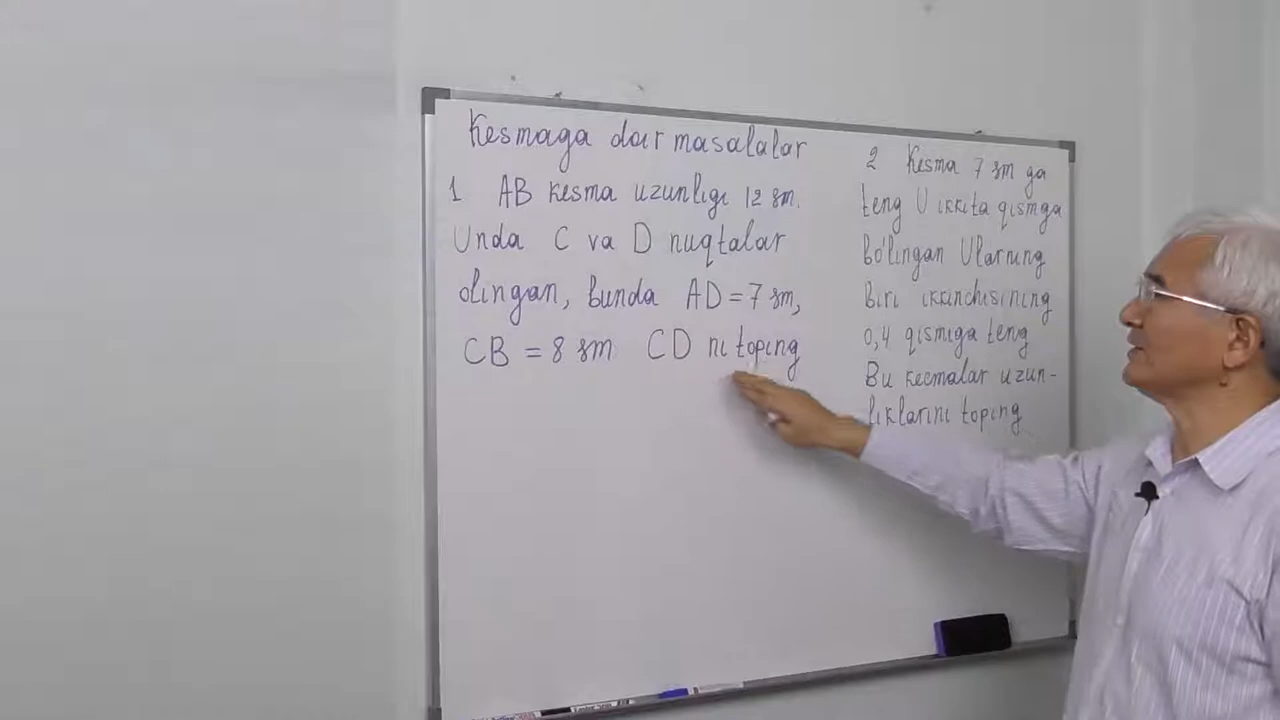 Kesmaga doir masalalar
1 AB kesma uzunligi 12 sm.
Unda C va D nuqtalar
olingan, bunda AD = 7 sm,
CB = 8 sm CD ni toping
2 Kesma 7 sm ga
teng U ikkita qismga
bo'lingan Ularning
biri ikkinchisining
0,4 qismiga teng
Bu kecmalar uzun-
liklarini toping